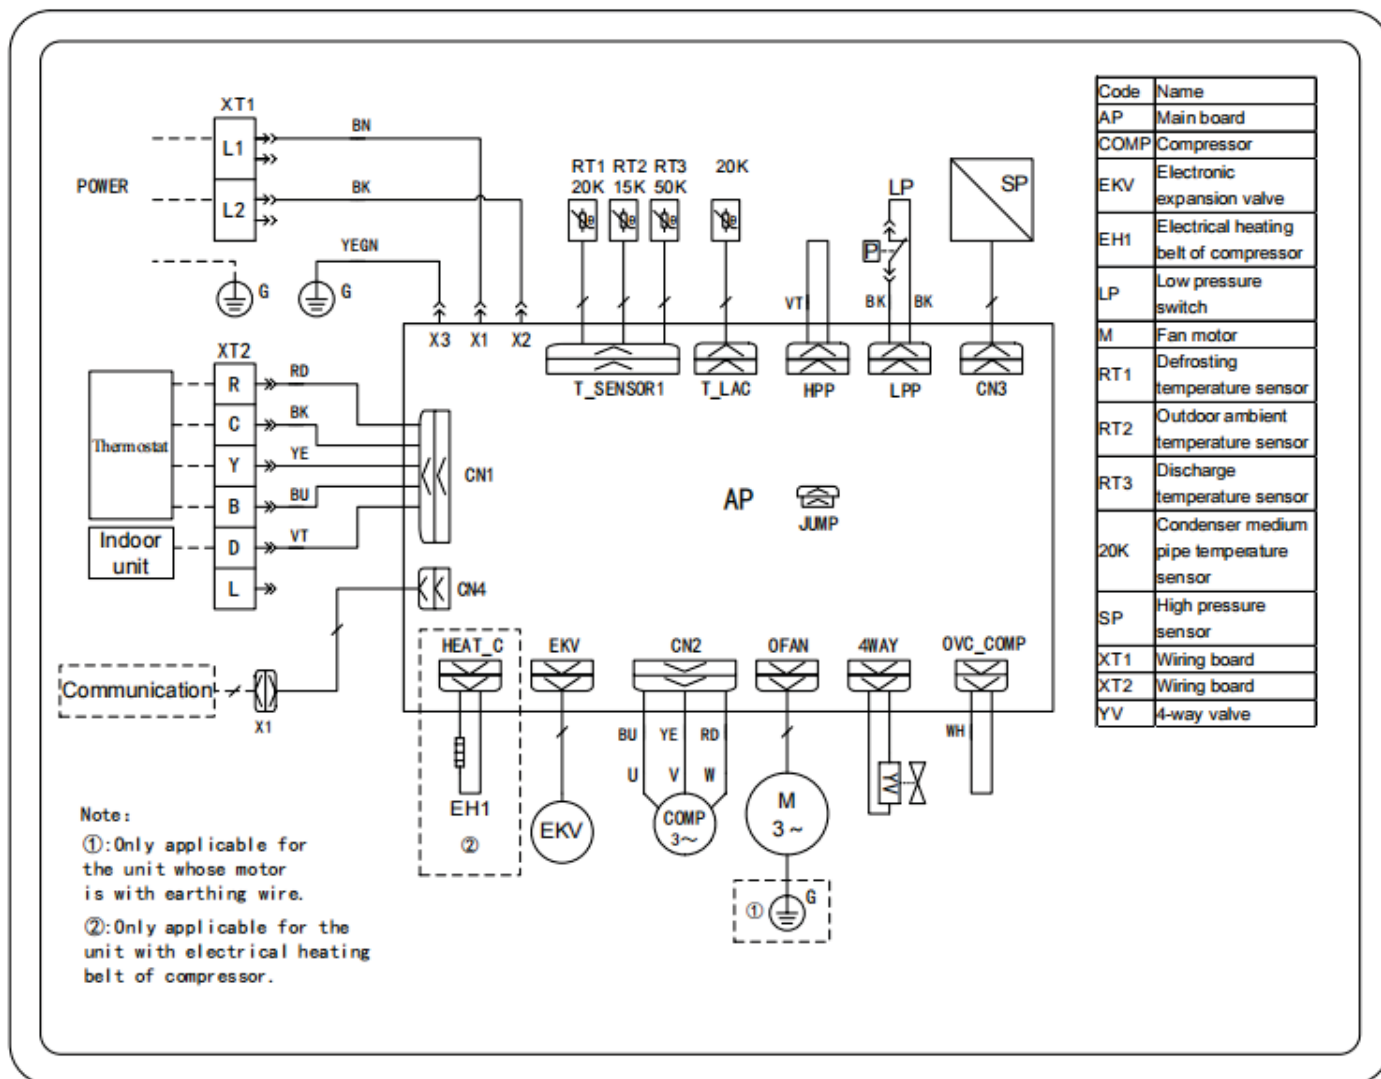 XT1
L1
L2
POWER
BN
BK
YEGN
G
G
X3 X1 X2
RT1 RT2 RT3
20K 15K 50K
20K
LP
P
SP
VT
BK
BK
T_SENSOR1
T_LAC
HPP
LPP
CN3
XT2
R
C
Y
B
D
L
RD
BK
YE
BU
VT
Thermostat
Indoor
unit
CN1
CN4
AP
JUMP
Communication
X1
HEAT_C
EKV
CN2
OFAN
4WAY
OVC_COMP
EH1
②
EKV
BU YE RD
U V W
COMP
3~
M
3~
① G
YV
WH
Note:
①:Only applicable for
the unit whose motor
is with earthing wire.
②:Only applicable for the
unit with electrical heating
belt of compressor.
Code Name
AP Main board
COMP Compressor
EKV Electronic
expansion valve
EH1 Electrical heating
belt of compressor
LP Low pressure
switch
M Fan motor
RT1 Defrosting
temperature sensor
RT2 Outdoor ambient
temperature sensor
RT3 Discharge
temperature sensor
20K Condenser medium
pipe temperature
sensor
SP High pressure
sensor
XT1 Wiring board
XT2 Wiring board
YV 4-way valve